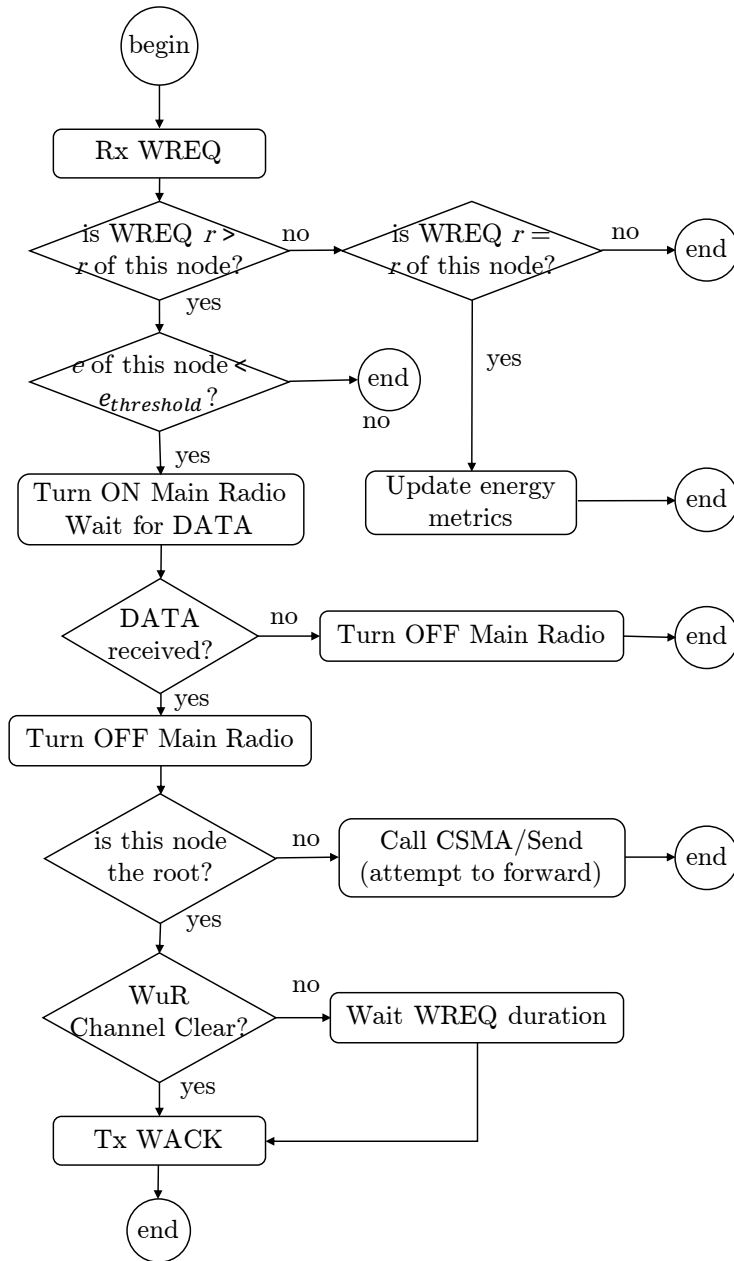 begin
Rx WREQ
is WREQ r >
r of this node?
no
is WREQ r =
r of this node?
no
end
yes
yes
e of this node <
e_threshold?
end
no
yes
Turn ON Main Radio
Wait for DATA
Update energy
metrics
end
DATA
received?
no
Turn OFF Main Radio
end
yes
Turn OFF Main Radio
is this node
the root?
no
Call CSMA/Send
(attempt to forward)
end
yes
WuR
Channel Clear?
no
Wait WREQ duration
yes
Tx WACK
end